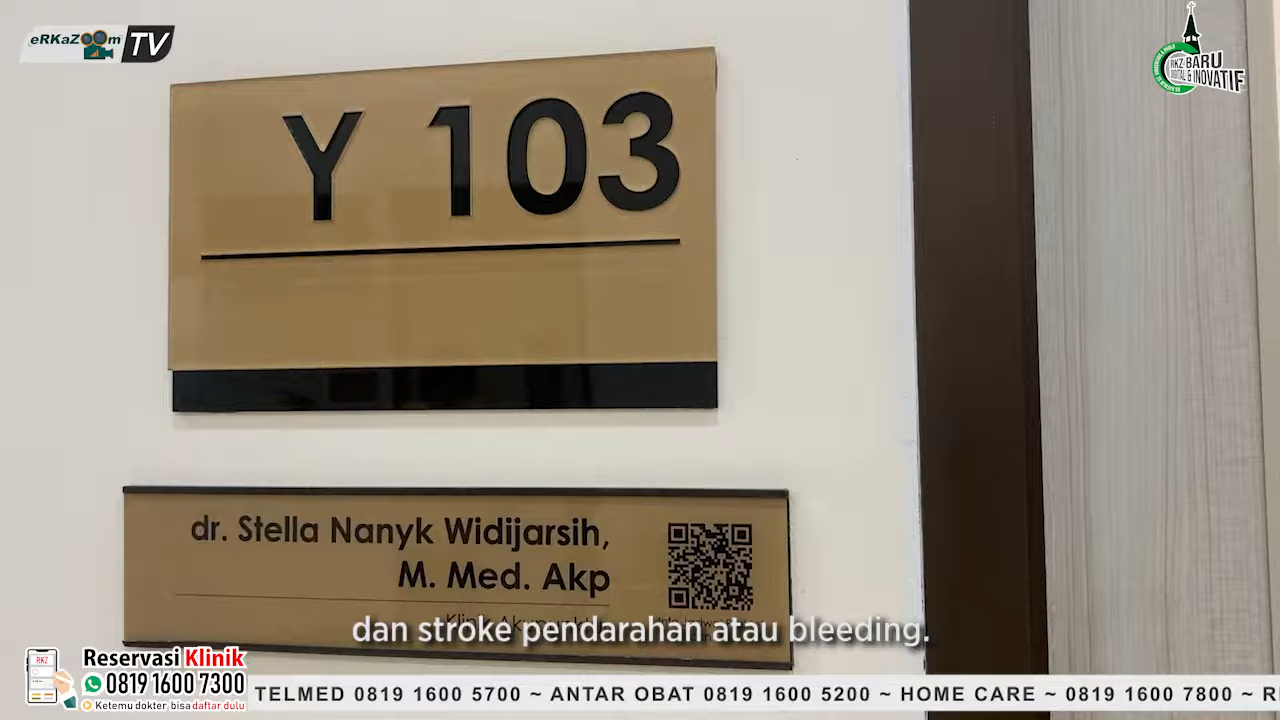 eRKaZoom TV
RKZ BARU
DIGITAL & INOVATIF
Y 103
dr. Stella Nanyk Widijarsih,
M. Med. Akp
dan stroke pendarahan atau bleeding.
RKZ
Reservasi Klinik
0819 1600 7300
Ketemu dokter bisa daftar dulu
TELMED 0819 1600 5700 ~ ANTAR OBAT 0819 1600 5200 ~ HOME CARE ~ 0819 1600 7800 ~